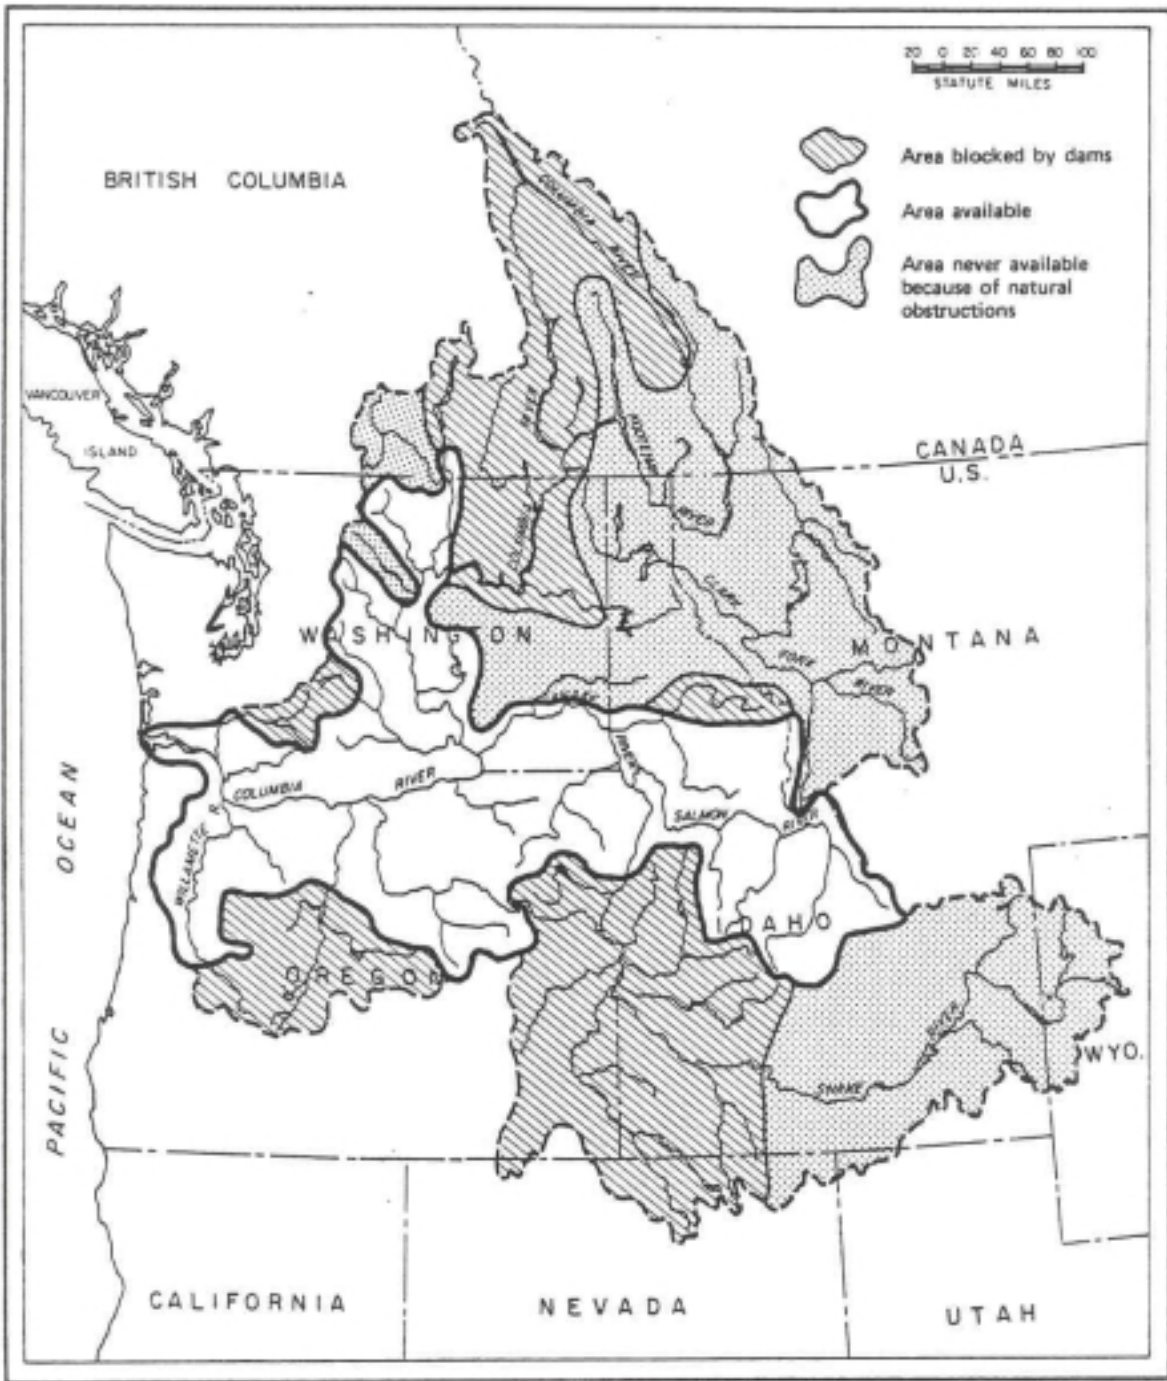 20 0 20 40 60 80 100
STATUTE MILES
Area blocked by dams
Area available
Area never available
because of natural
obstructions
BRITISH COLUMBIA
COLUMBIA
RIVER
VANCOUVER
ISLAND
RIVER
KOOTENAI
RIVER
CANADA
U.S.
COLUMBIA
CLARK
FORK
RIVER
WASHINGTON
MONTANA
SNAKE
RIVER
COLUMBIA
RIVER
SALMON
RIVER
WILLAMETTE R.
PACIFIC OCEAN
IDAHO
OREGON
SNAKE
RIVER
WYO.
CALIFORNIA
NEVADA
UTAH